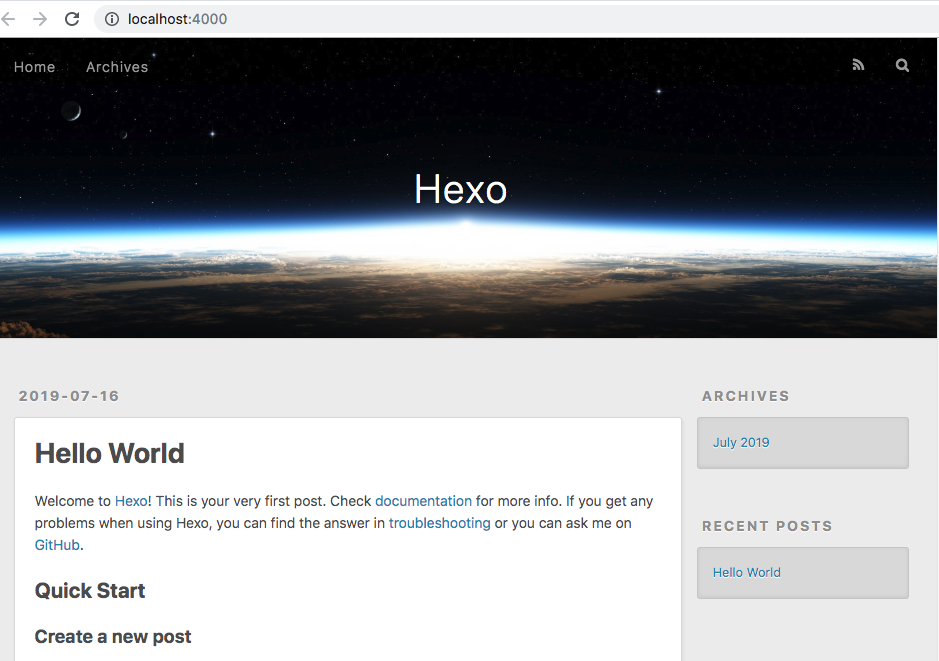 localhost:4000
Home Archives
Hexo
2019-07-16
Hello World
Welcome to Hexo! This is your very first post. Check documentation for more info. If you get any
problems when using Hexo, you can find the answer in troubleshooting or you can ask me on
GitHub.
Quick Start
Create a new post
ARCHIVES
July 2019
RECENT POSTS
Hello World